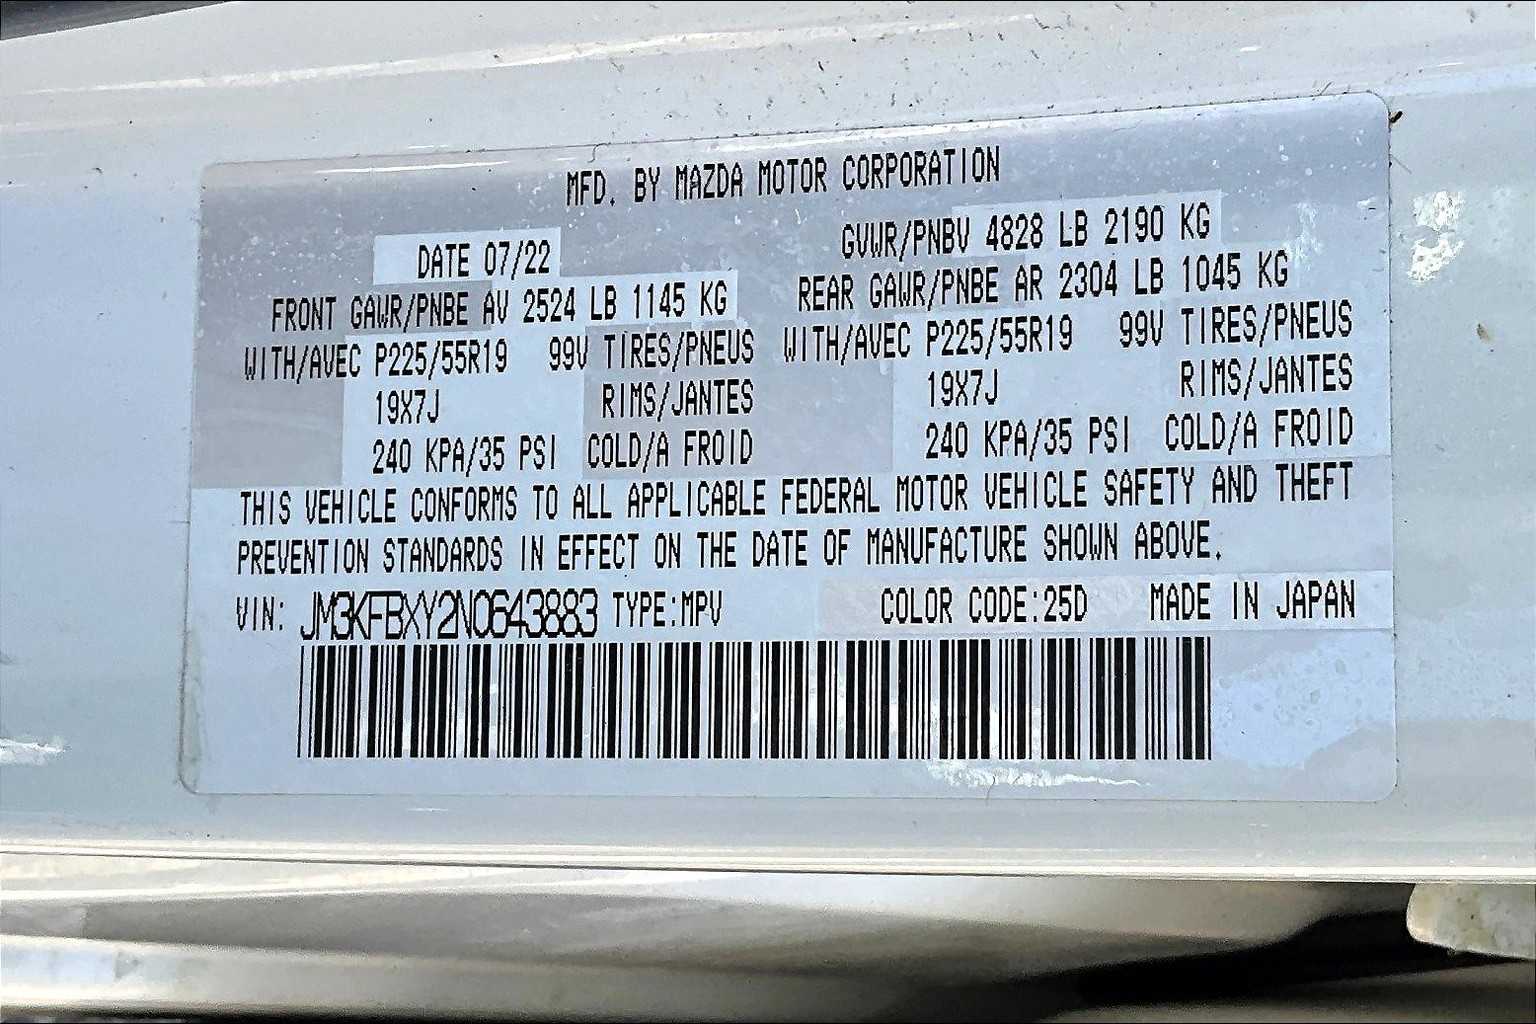 MFD. BY MAZDA MOTOR CORPORATION
DATE 07/22 GVWR/PNBV 4828 LB 2190 KG
FRONT GAWR/PNBE AV 2524 LB 1145 KG REAR GAWR/PNBE AR 2304 LB 1045 KG
WITH/AVEC P225/55R19 99V TIRES/PNEUS WITH/AVEC P225/55R19 99V TIRES/PNEUS
19X7J RIMS/JANTES 19X7J RIMS/JANTES
240 KPA/35 PSI COLD/A FROID 240 KPA/35 PSI COLD/A FROID
THIS VEHICLE CONFORMS TO ALL APPLICABLE FEDERAL MOTOR VEHICLE SAFETY AND THEFT
PREVENTION STANDARDS IN EFFECT ON THE DATE OF MANUFACTURE SHOWN ABOVE.
VIN: JM3KFBXY2N0643883 TYPE:MPV COLOR CODE:25D MADE IN JAPAN